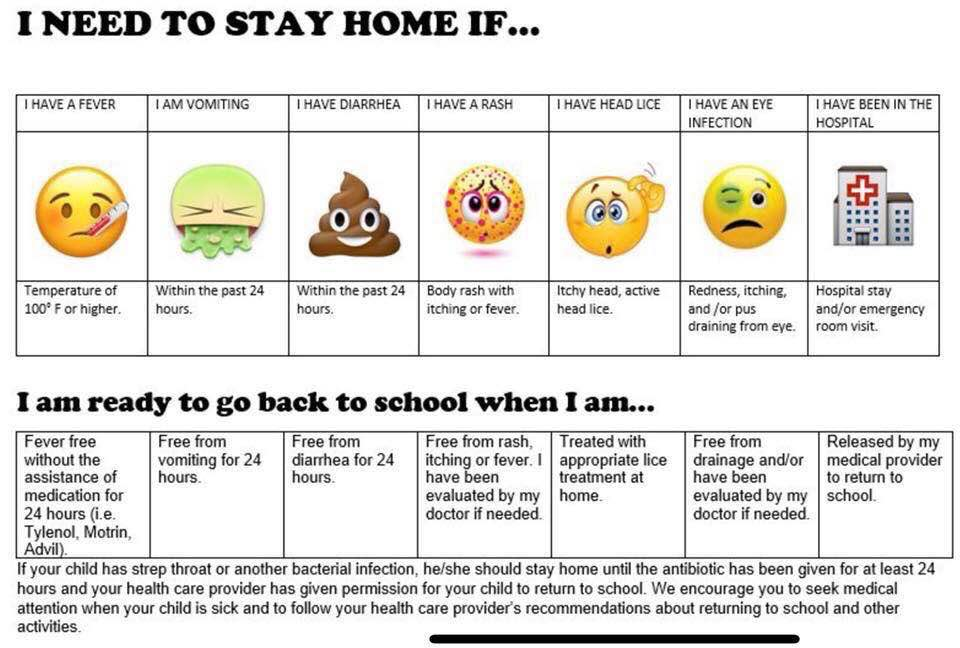 I NEED TO STAY HOME IF...
I HAVE A FEVER
I AM VOMITING
I HAVE DIARRHEA
I HAVE A RASH
I HAVE HEAD LICE
I HAVE AN EYE
INFECTION
I HAVE BEEN IN THE
HOSPITAL
Temperature of
100° F or higher.
Within the past 24
hours.
Within the past 24
hours.
Body rash with
itching or fever.
Itchy head, active
head lice.
Redness, itching,
and /or pus
draining from eye.
Hospital stay
and/or emergency
room visit.
I am ready to go back to school when I am...
Fever free
without the
assistance of
medication for
24 hours (i.e.
Tylenol, Motrin,
Advil).
Free from
vomiting for 24
hours.
Free from
diarrhea for 24
hours.
Free from rash,
itching or fever. I
have been
evaluated by my
doctor if needed.
Treated with
appropriate lice
treatment at
home.
Free from
drainage and/or
have been
evaluated by my
doctor if needed.
Released by my
medical provider
to return to
school.
If your child has strep throat or another bacterial infection, he/she should stay home until the antibiotic has been given for at least 24
hours and your health care provider has given permission for your child to return to school. We encourage you to seek medical
attention when your child is sick and to follow your health care provider's recommendations about returning to school and other
activities.